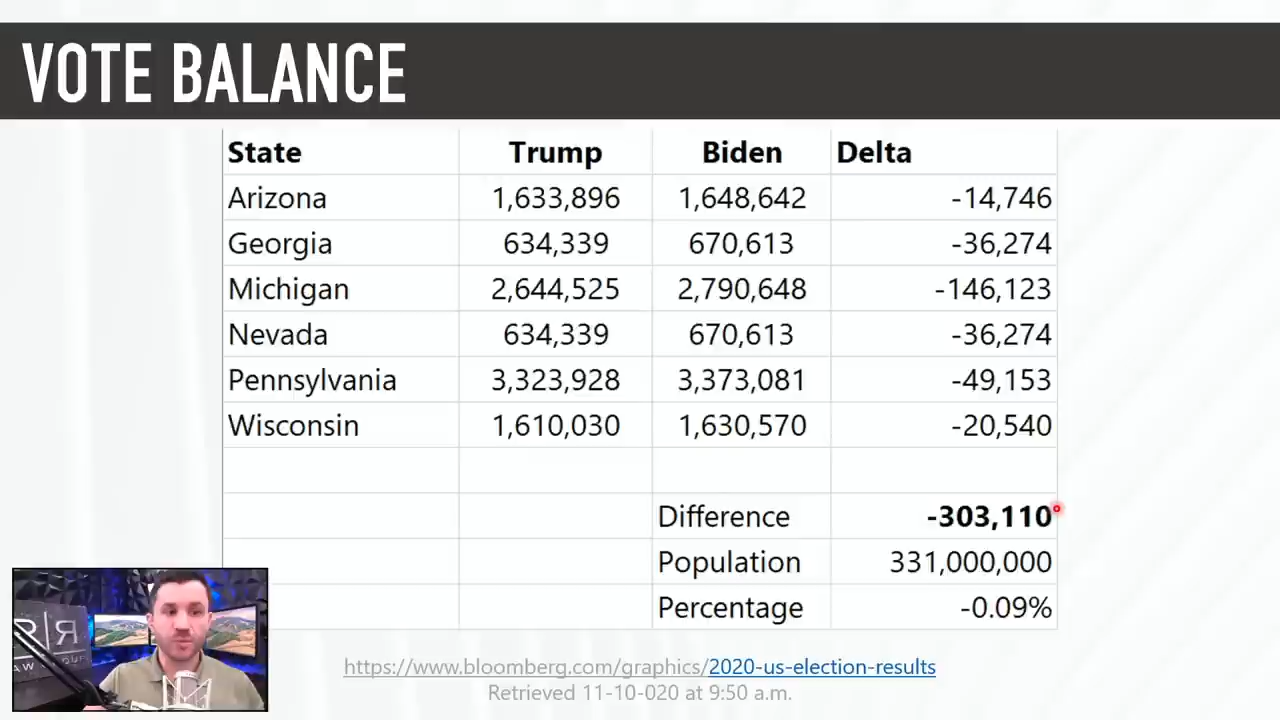 VOTE BALANCE
State Trump Biden Delta
Arizona 1,633,896 1,648,642 -14,746
Georgia 634,339 670,613 -36,274
Michigan 2,644,525 2,790,648 -146,123
Nevada 634,339 670,613 -36,274
Pennsylvania 3,323,928 3,373,081 -49,153
Wisconsin 1,610,030 1,630,570 -20,540
Difference -303,110
Population 331,000,000
Percentage -0.09%
https://www.bloomberg.com/graphics/2020-us-election-results
Retrieved 11-10-020 at 9:50 a.m.